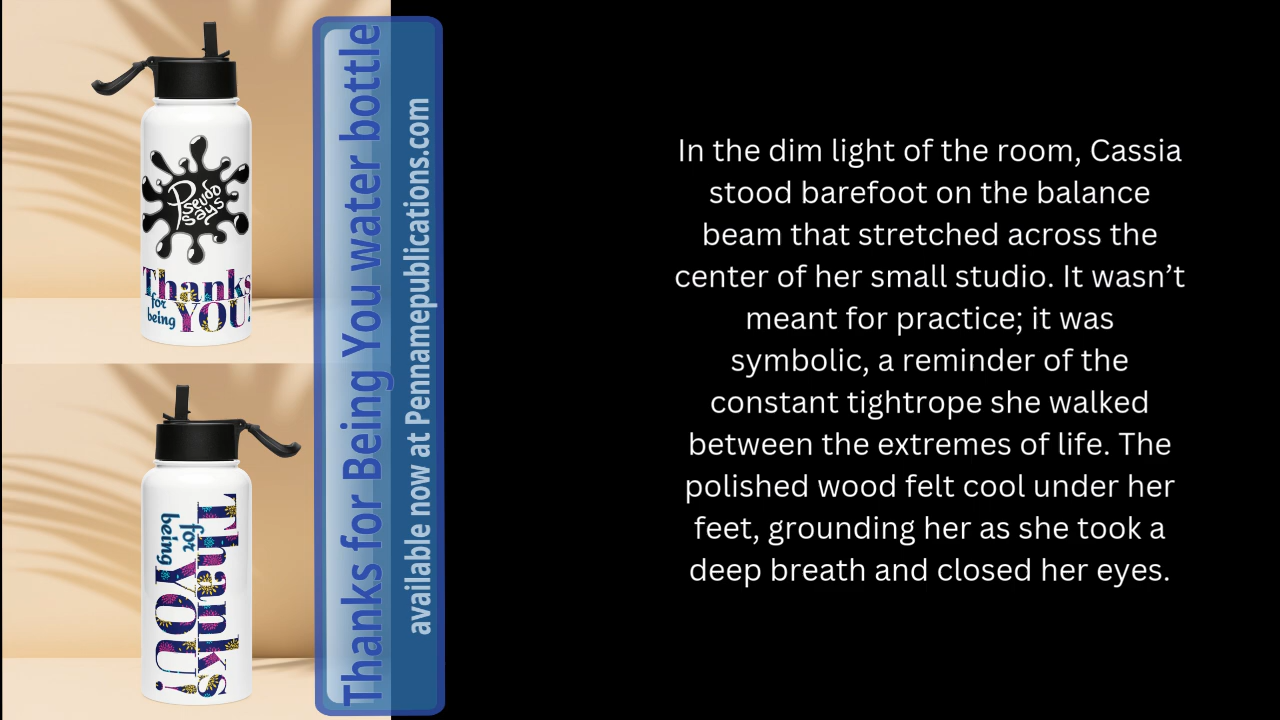 Pseudo
says
Thanks
for
being
YOU!
Thanks
for
being
YOU!
Thanks for Being You water bottle
available now at Pennamepublications.com
In the dim light of the room, Cassia
stood barefoot on the balance
beam that stretched across the
center of her small studio. It wasn’t
meant for practice; it was
symbolic, a reminder of the
constant tightrope she walked
between the extremes of life. The
polished wood felt cool under her
feet, grounding her as she took a
deep breath and closed her eyes.